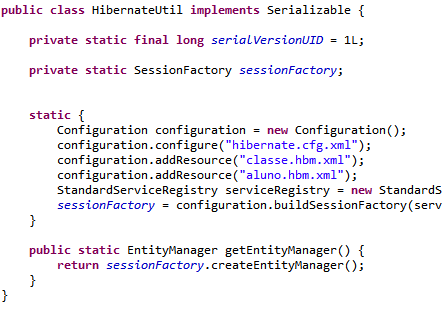 public class HibernateUtil implements Serializable {
private static final long serialVersionUID = 1L;
private static SessionFactory sessionFactory;
static {
Configuration configuration = new Configuration();
configuration.configure("hibernate.cfg.xml");
configuration.addResource("classe.hbm.xml");
configuration.addResource("aluno.hbm.xml");
StandardServiceRegistry serviceRegistry = new StandardS
sessionFactory = configuration.buildSessionFactory(serv
}
public static EntityManager getEntityManager() {
return sessionFactory.createEntityManager();
}
}